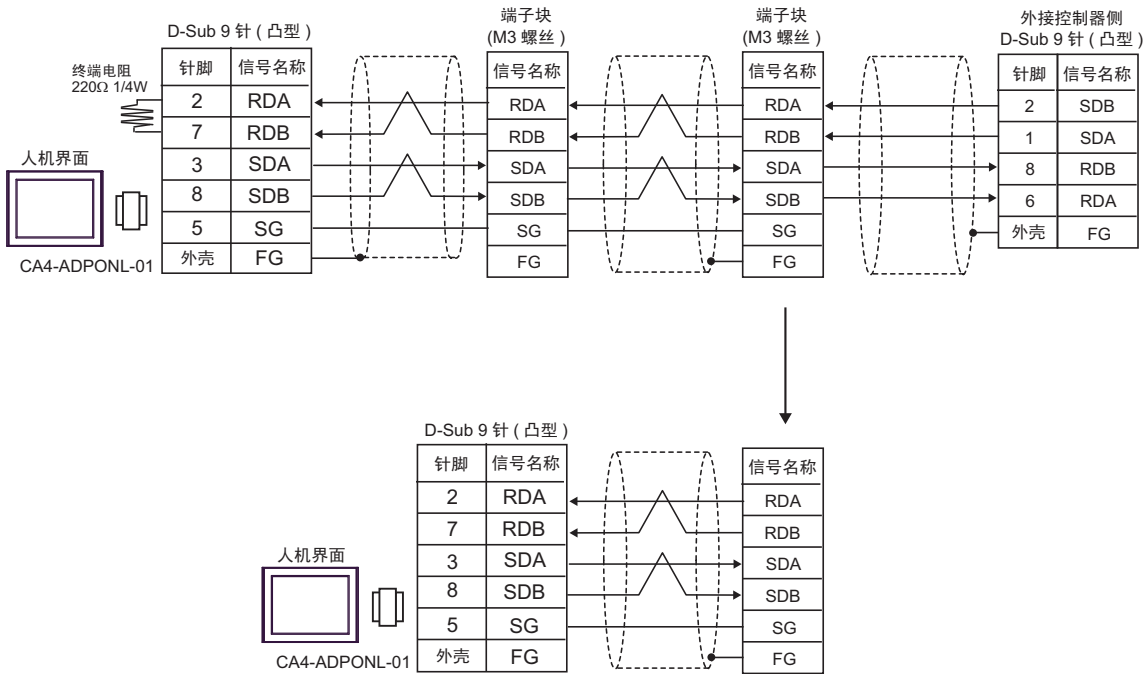 端子块
(M3 螺丝 )
端子块
(M3 螺丝 )
外接控制器侧
D-Sub 9 针 ( 凸型 )
D-Sub 9 针 ( 凸型 )
终端电阻
220Ω 1/4W
针脚 信号名称
2 RDA
7 RDB
3 SDA
8 SDB
5 SG
外壳 FG
人机界面
CA4-ADPONL-01
信号名称
RDA
RDB
SDA
SDB
SG
FG
信号名称
RDA
RDB
SDA
SDB
SG
FG
针脚 信号名称
2 SDB
1 SDA
8 RDB
6 RDA
外壳 FG
D-Sub 9 针 ( 凸型 )
针脚 信号名称
2 RDA
7 RDB
3 SDA
8 SDB
5 SG
外壳 FG
人机界面
CA4-ADPONL-01
信号名称
RDA
RDB
SDA
SDB
SG
FG